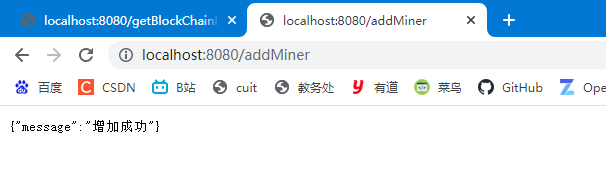 localhost:8080/getBlockChain
localhost:8080/addMiner
localhost:8080/addMiner
百度 CSDN B站 cuit 教务处 有道 菜鸟 GitHub Ope
{"message":"增加成功"}